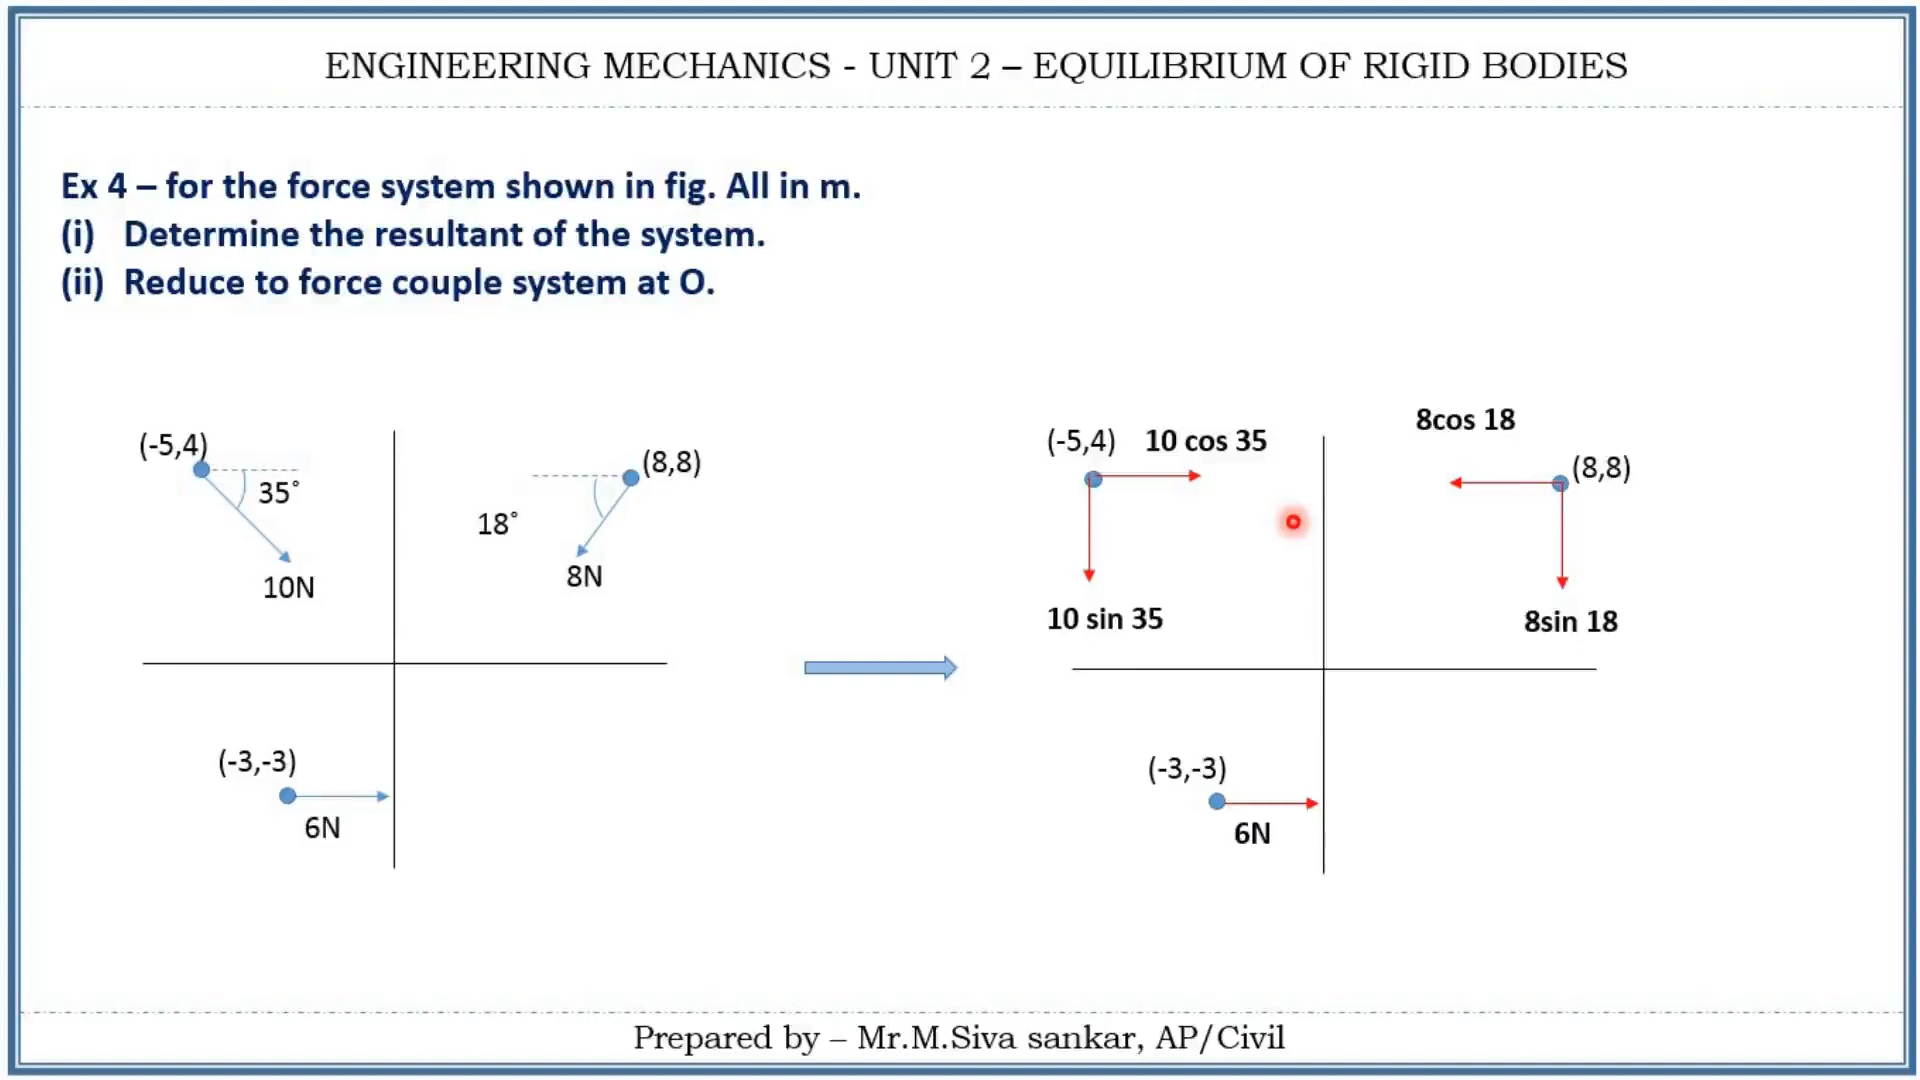 ENGINEERING MECHANICS - UNIT 2 – EQUILIBRIUM OF RIGID BODIES
Ex 4 – for the force system shown in fig. All in m.
(i) Determine the resultant of the system.
(ii) Reduce to force couple system at O.
(-5,4)
35°
10N
(8,8)
18°
8N
(-3,-3)
6N
(-5,4)
10 cos 35
10 sin 35
8cos 18
(8,8)
8sin 18
(-3,-3)
6N
Prepared by – Mr.M.Siva sankar, AP/Civil